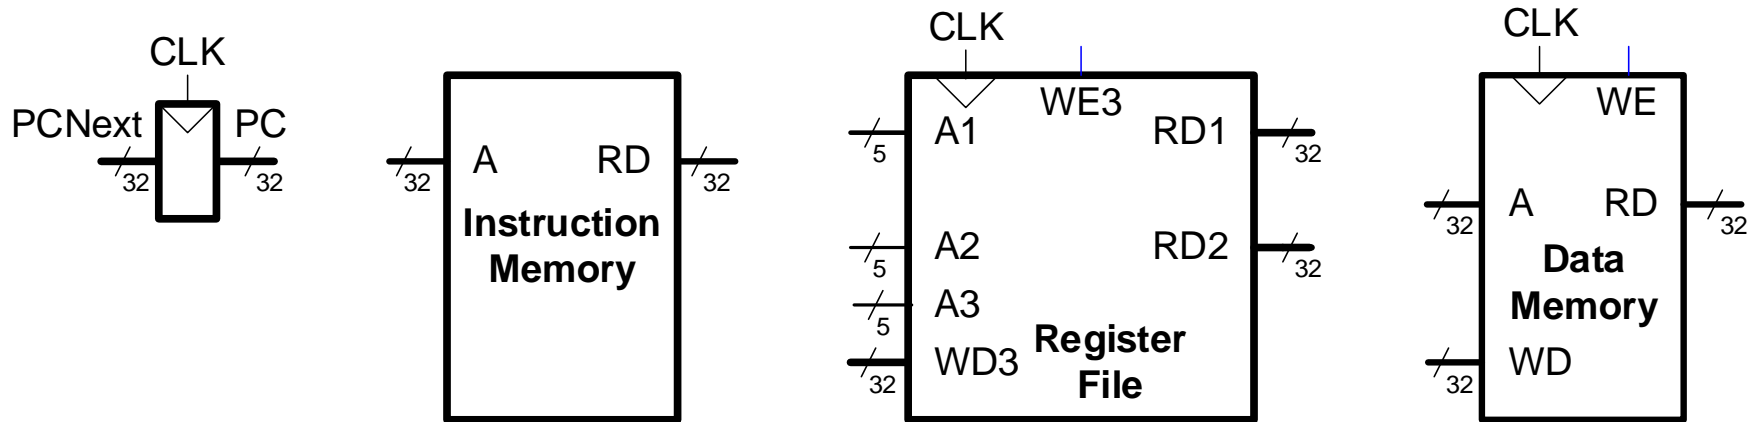 CLK
PCNext
PC
32
32
A
RD
32
32
Instruction
Memory
CLK
WE3
A1
RD1
5
32
A2
RD2
5
32
A3
5
WD3
32
Register
File
CLK
WE
A
RD
32
32
Data
Memory
WD
32